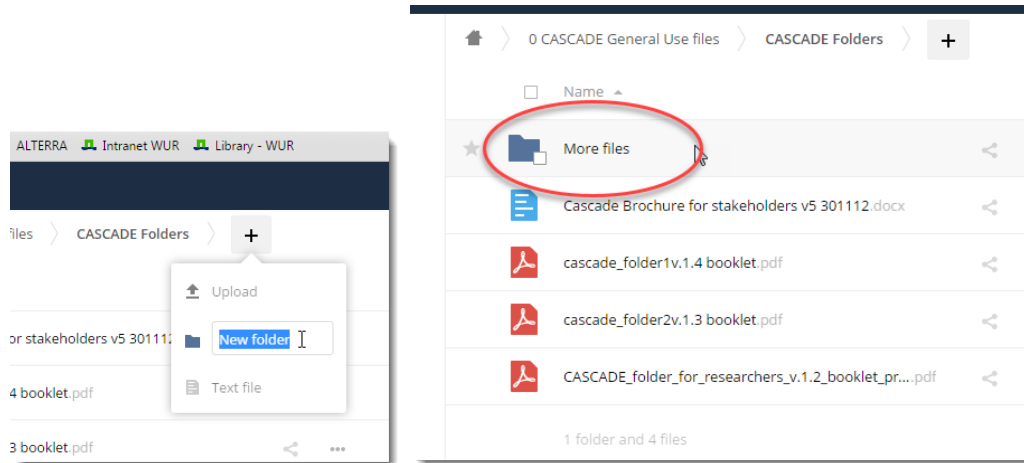 ALTERRA Intranet WUR Library - WUR
files CASCADE Folders +
Upload
New folder
Text file
or stakeholders v5 301112
4 booklet.pdf
3 booklet.pdf
0 CASCADE General Use files CASCADE Folders +
Name
More files
Cascade Brochure for stakeholders v5 301112.docx
cascade_folder1v.1.4 booklet.pdf
cascade_folder2v.1.3 booklet.pdf
CASCADE_folder_for_researchers_v.1.2_booklet_pr....pdf
1 folder and 4 files